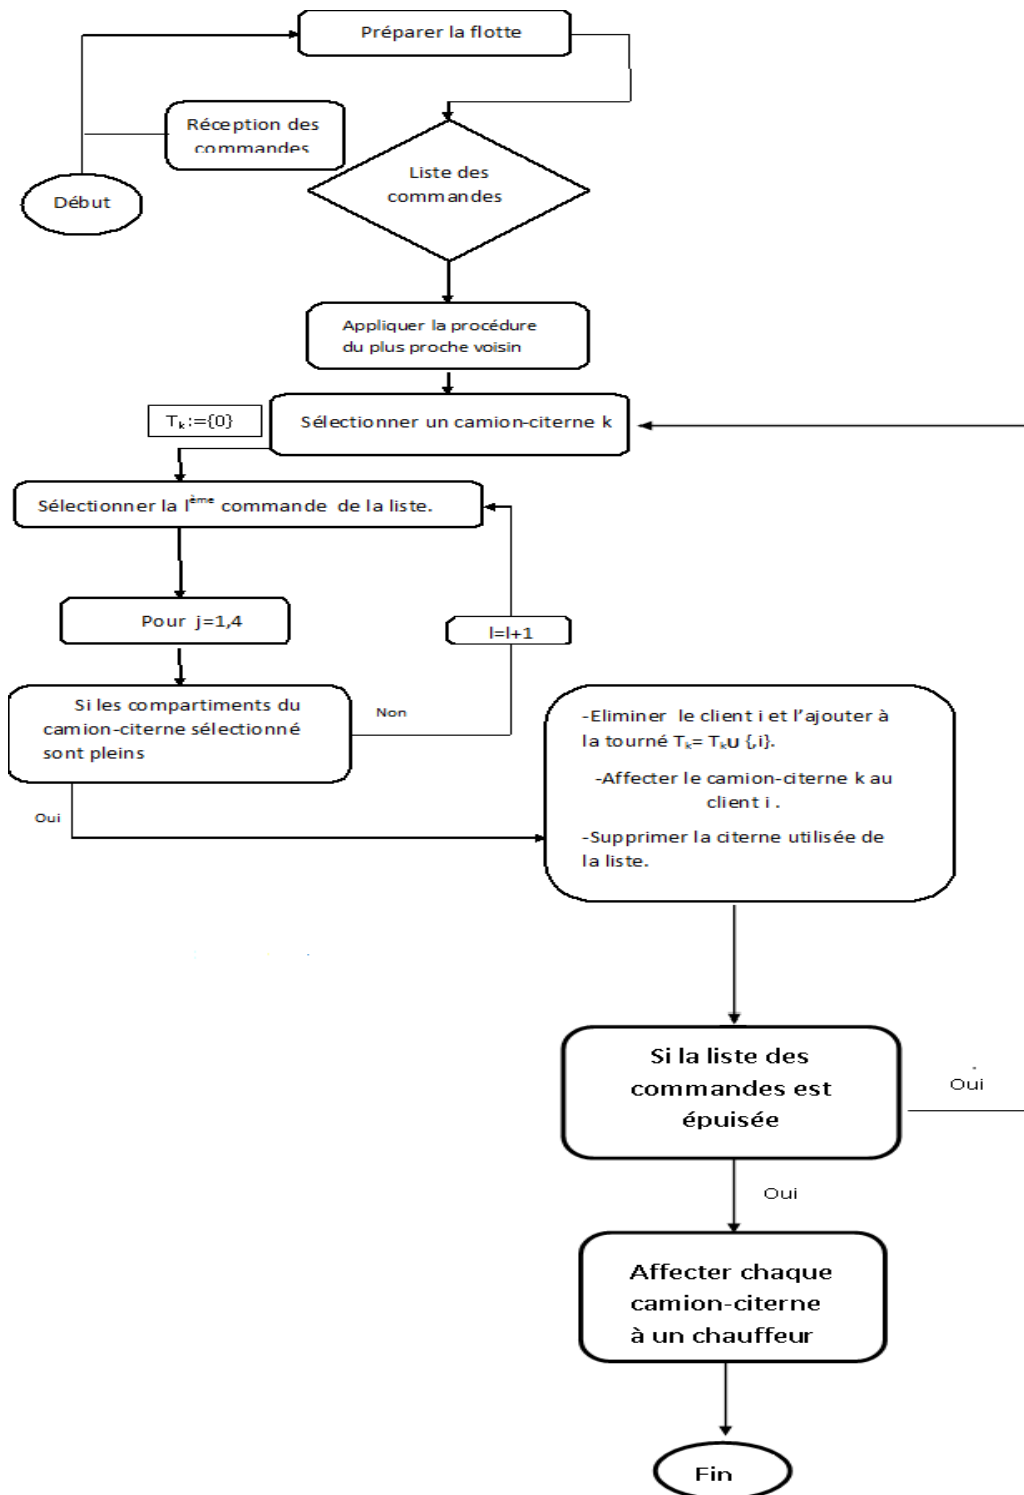 Préparer la flotte
Réception des
commandes
Liste des
commandes
Début
Appliquer la procédure
du plus proche voisin
Tk:={0}
Sélectionner un camion-citerne k
Sélectionner la lème commande de la liste.
Pour j=1,4
l=l+1
Si les compartiments du
camion-citerne sélectionné
sont pleins
Non
Oui
-Eliminer le client i et l'ajouter à
la tourné Tk= Tk∪ {,i}.
-Affecter le camion-citerne k au
client i .
-Supprimer la citerne utilisée de
la liste.
Si la liste des
commandes est
épuisée
Oui
Oui
Affecter chaque
camion-citerne
à un chauffeur
Fin